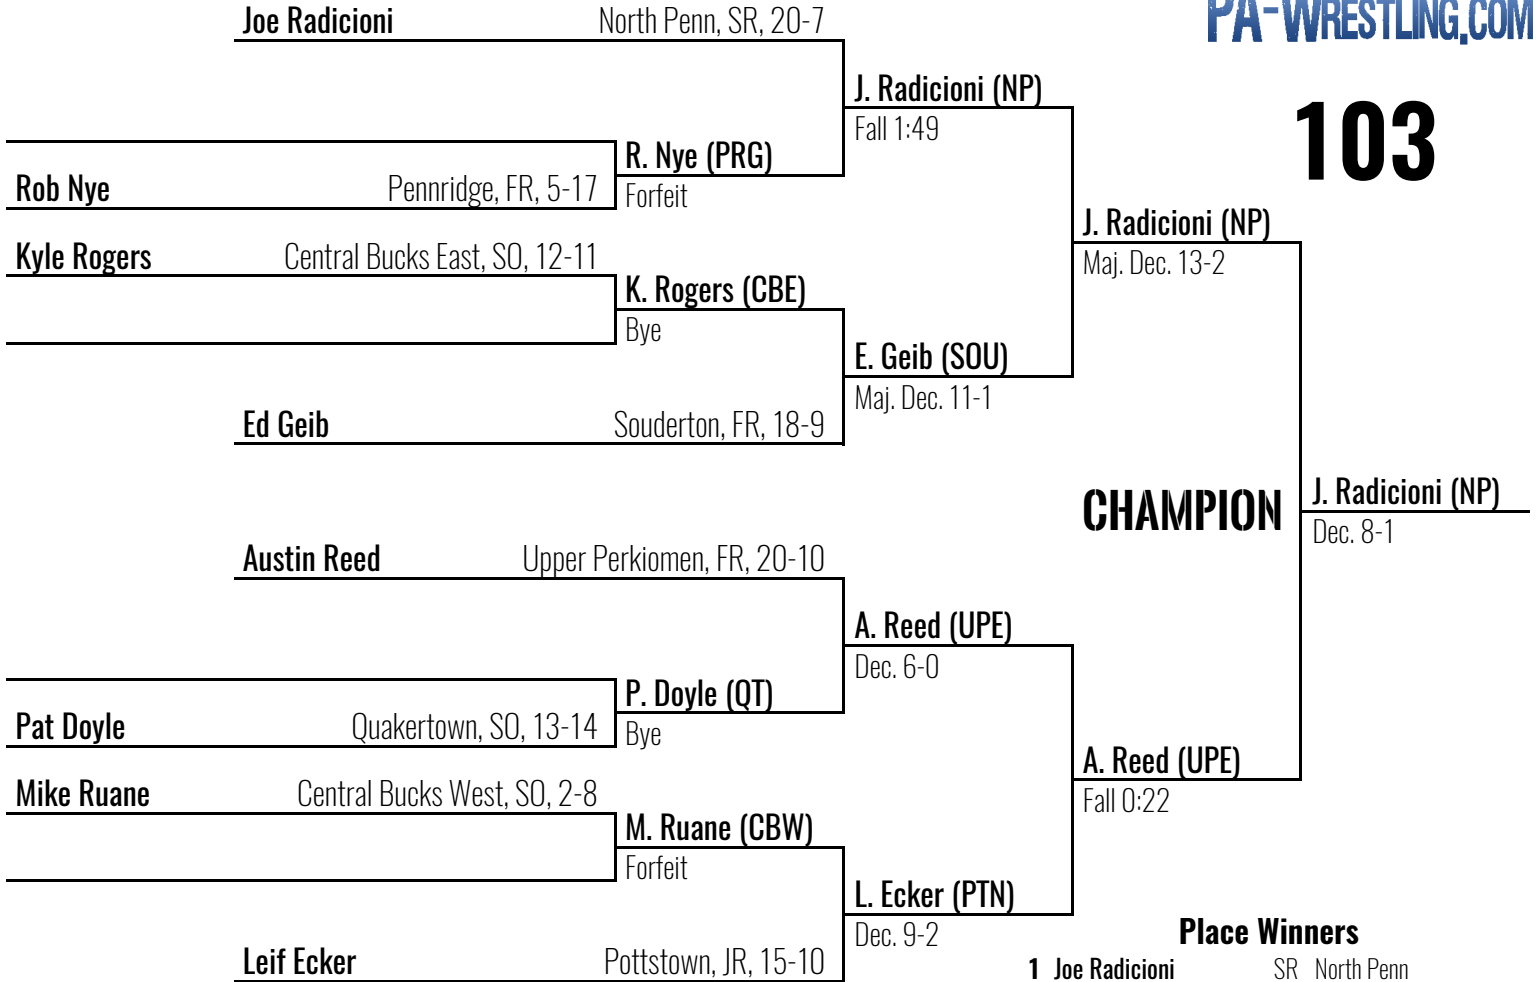 PA-WRESTLING.COM
Joe Radicioni North Penn, SR, 20-7
J. Radicioni (NP)
103
Fall 1:49
R. Nye (PRG)
Rob Nye Pennridge, FR, 5-17
Forfeit
J. Radicioni (NP)
Kyle Rogers Central Bucks East, SO, 12-11
Maj. Dec. 13-2
K. Rogers (CBE)
Bye
E. Geib (SOU)
Maj. Dec. 11-1
Ed Geib Souderton, FR, 18-9
J. Radicioni (NP)
CHAMPION
Dec. 8-1
Austin Reed Upper Perkiomen, FR, 20-10
A. Reed (UPE)
Dec. 6-0
P. Doyle (QT)
Pat Doyle Quakertown, SO, 13-14
Bye
A. Reed (UPE)
Mike Ruane Central Bucks West, SO, 2-8
Fall 0:22
M. Ruane (CBW)
Forfeit
L. Ecker (PTN)
Dec. 9-2
Place Winners
Leif Ecker Pottstown, JR, 15-10
1 Joe Radicioni SR North Penn